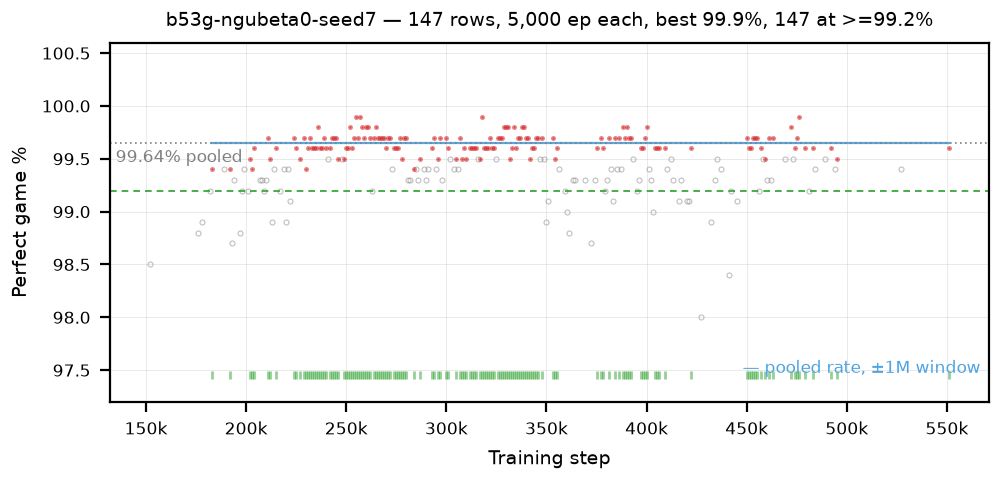 b53g-ngubeta0-seed7 — 147 rows, 5,000 ep each, best 99.9%, 147 at >=99.2%
100.5
100.0
99.5
99.0
98.5
98.0
97.5
Perfect game %
99.64% pooled
— pooled rate, ±1M window
150k 200k 250k 300k 350k 400k 450k 500k 550k
Training step